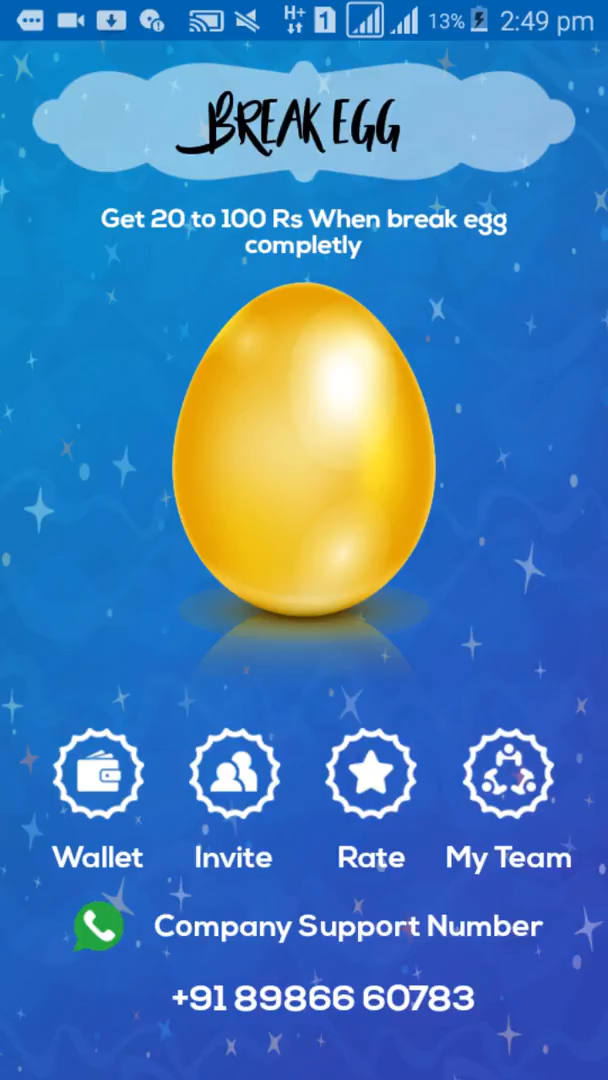 H+ 1 13% 2:49 pm
BREAK EGG
Get 20 to 100 Rs When break egg
completly
Wallet Invite Rate My Team
Company Support Number
+91 89866 60783